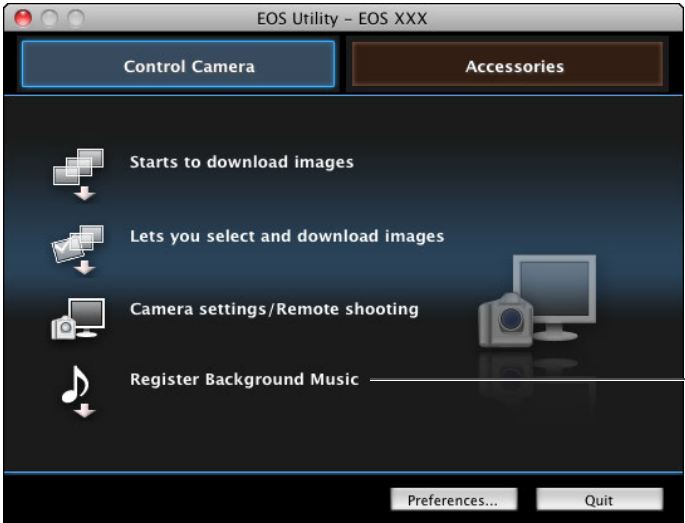 EOS Utility – EOS XXX
Control Camera
Accessories
Starts to download images
Lets you select and download images
Camera settings/Remote shooting
Register Background Music
Preferences...
Quit